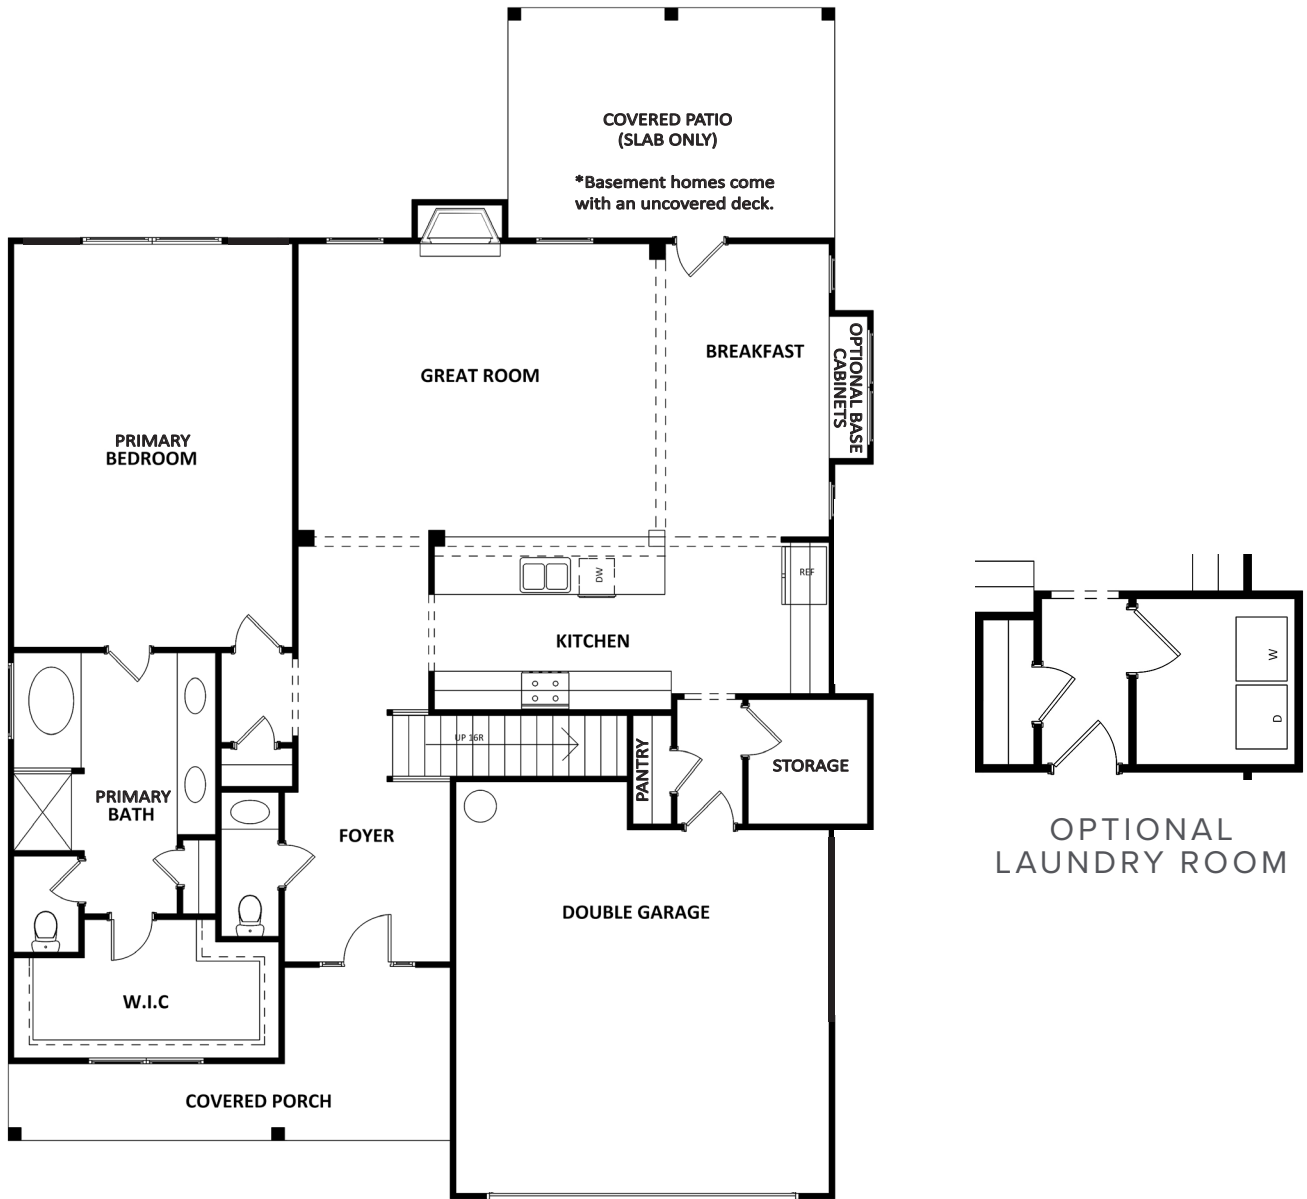 COVERED PATIO
(SLAB ONLY)
*Basement homes come
with an uncovered deck.
OPTIONAL BASE
CABINETS
BREAKFAST
GREAT ROOM
PRIMARY
BEDROOM
DW
REF
KITCHEN
UP 16R
PANTRY
STORAGE
PRIMARY
BATH
FOYER
DOUBLE GARAGE
W.I.C
COVERED PORCH
W
D
OPTIONAL
LAUNDRY ROOM